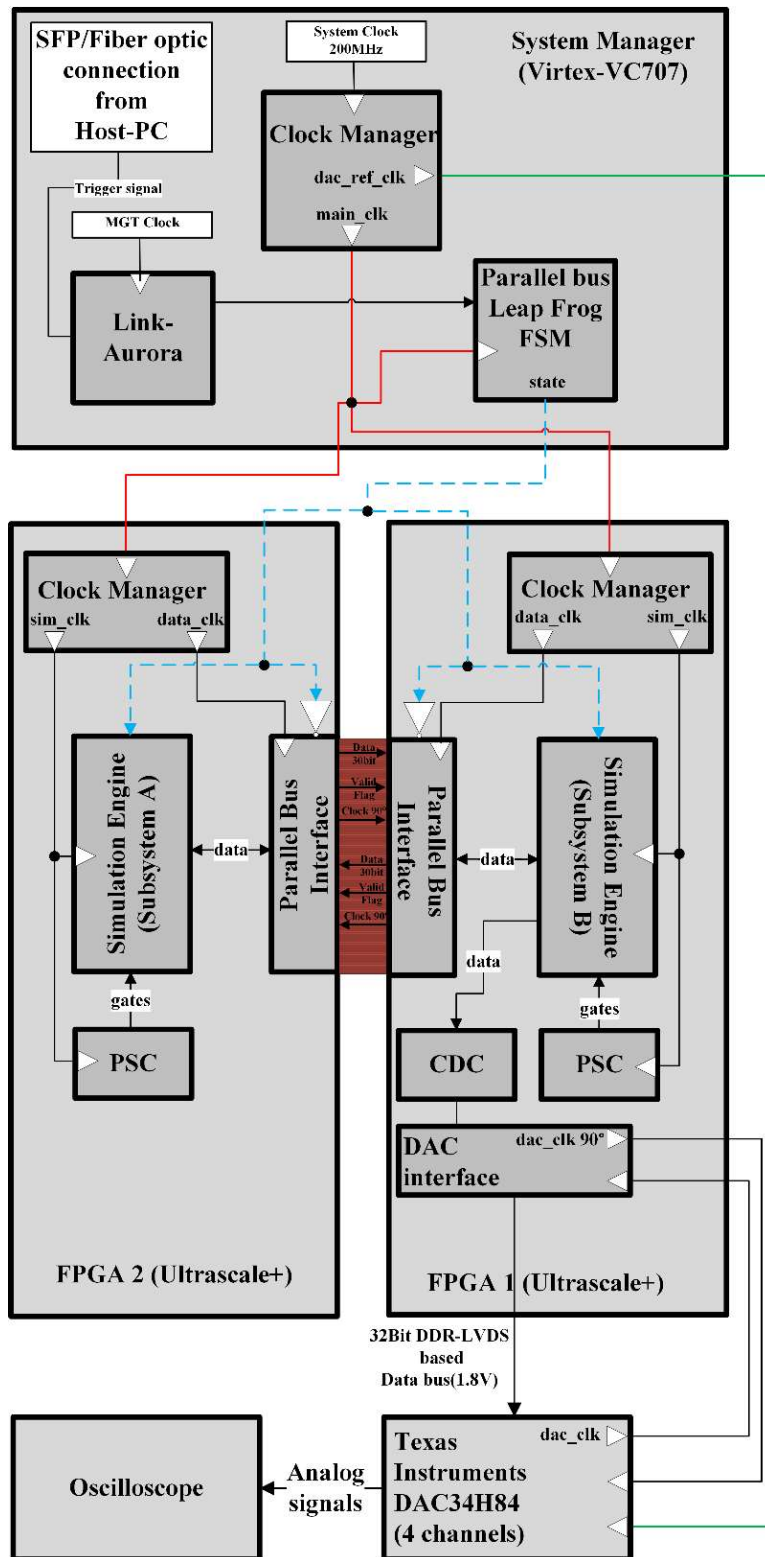 SFP/Fiber optic
connection
from
Host-PC
System Clock
200MHz
System Manager
(Virtex-VC707)
Clock Manager
dac_ref_clk
main_clk
Trigger signal
MGT Clock
Link-
Aurora
Parallel bus
Leap Frog
FSM
state
Clock Manager
sim_clk
data_clk
Clock Manager
data_clk
sim_clk
Simulation Engine
(Subsystem A)
data
Parallel Bus
Interface
Data
30bit
Valid
Flag
Clock 90°
Data
30bit
Valid
Flag
Clock 90°
Parallel Bus
Interface
data
Simulation Engine
(Subsystem B)
data
gates
gates
PSC
CDC
PSC
DAC
interface
dac_clk 90°
FPGA 2 (Ultrascale+)
FPGA 1 (Ultrascale+)
32Bit DDR-LVDS
based
Data bus(1.8V)
Oscilloscope
Analog
signals
Texas
Instruments
DAC34H84
(4 channels)
dac_clk